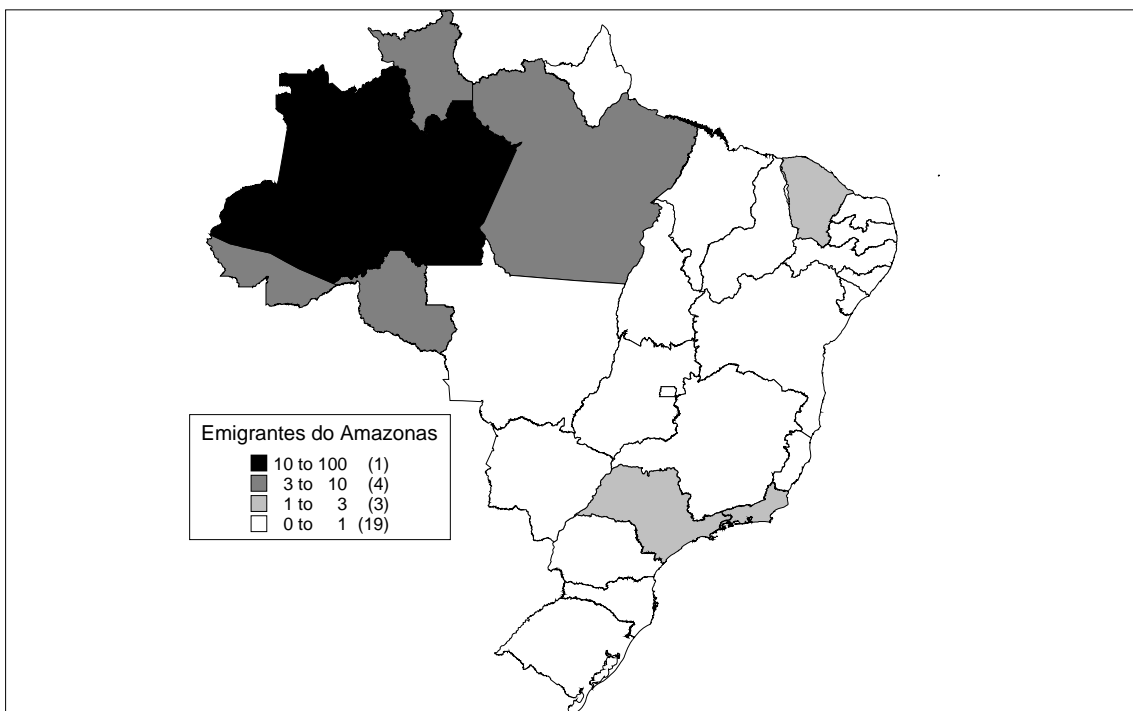 Emigrantes do Amazonas
10 to 100 (1)
3 to 10 (4)
1 to 3 (3)
0 to 1 (19)